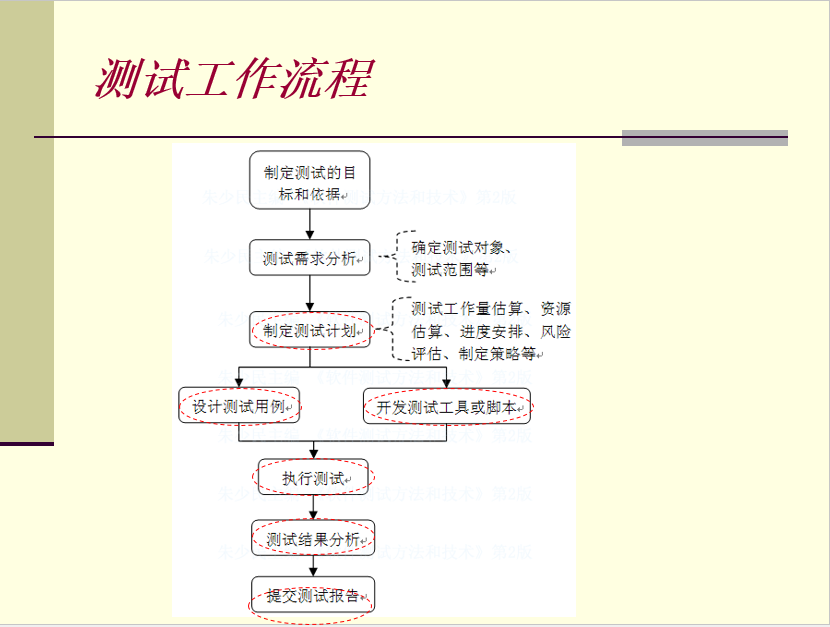 测试工作流程
制定测试的目
标和依据
测试需求分析
确定测试对象、
测试范围等
制定测试计划
测试工作量估算、资源
估算、进度安排、风险
评估、制定策略等
设计测试用例
开发测试工具或脚本
执行测试
测试结果分析
提交测试报告